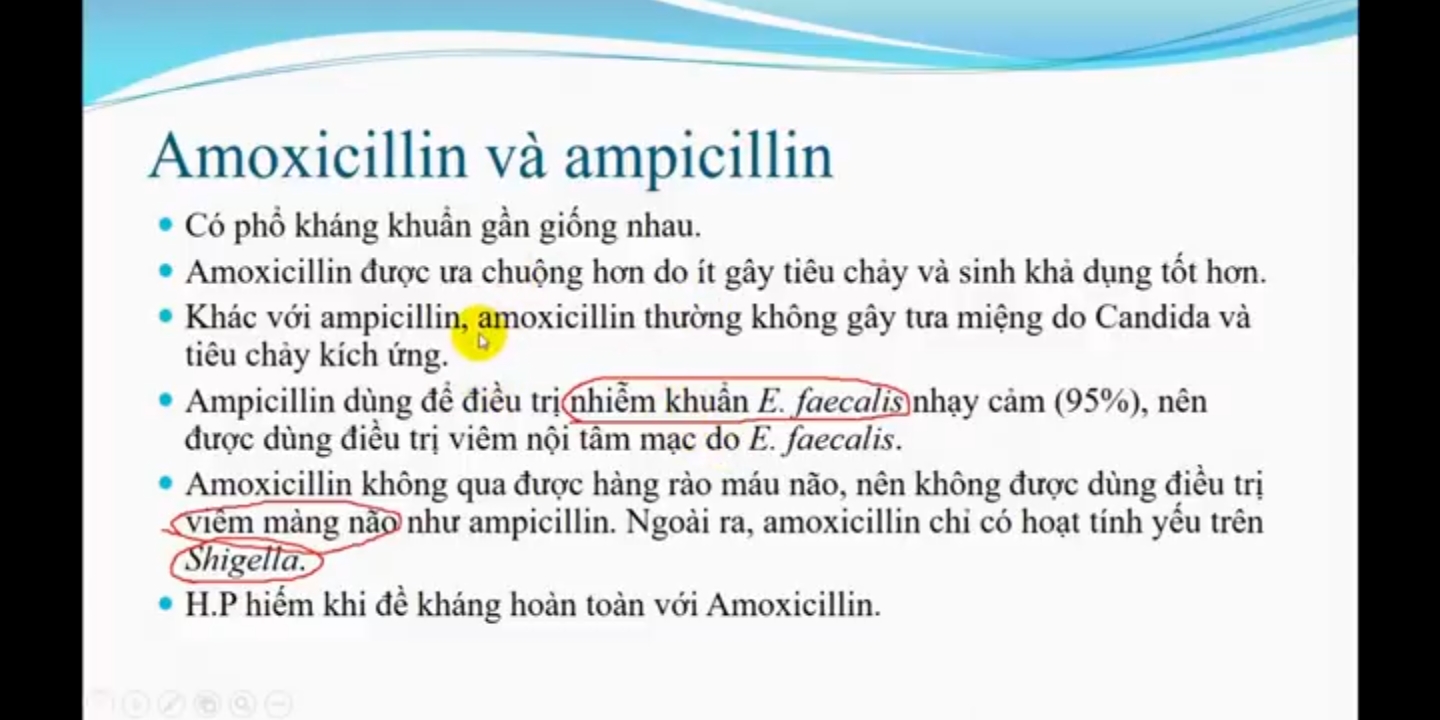 Amoxicillin và ampicillin
Có phổ kháng khuẩn gần giống nhau.
Amoxicillin được ưa chuộng hơn do ít gây tiêu chảy và sinh khả dụng tốt hơn.
Khác với ampicillin, amoxicillin thường không gây tưa miệng do Candida và
tiêu chảy kích ứng.
Ampicillin dùng để điều trị nhiễm khuẩn E. faecalis nhạy cảm (95%), nên
được dùng điều trị viêm nội tâm mạc do E. faecalis.
Amoxicillin không qua được hàng rào máu não, nên không được dùng điều trị
viêm màng não như ampicillin. Ngoài ra, amoxicillin chỉ có hoạt tính yếu trên
Shigella.
H.P hiếm khi đề kháng hoàn toàn với Amoxicillin.